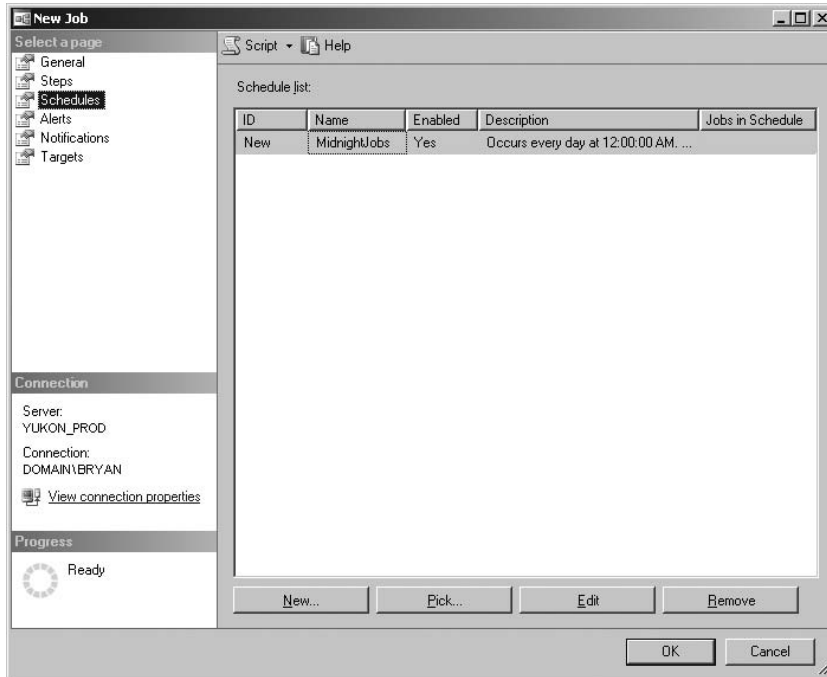 New Job
Select a page
General
Steps
Schedules
Alerts
Notifications
Targets
Script Help
Schedule list:
ID Name Enabled Description Jobs in Schedule
New MidnightJobs Yes Occurs every day at 12:00:00 AM. ...
Connection
Server:
YUKON_PROD
Connection:
DOMAIN\BRYAN
View connection properties
Progress
Ready
New... Pick... Edit Remove
OK Cancel